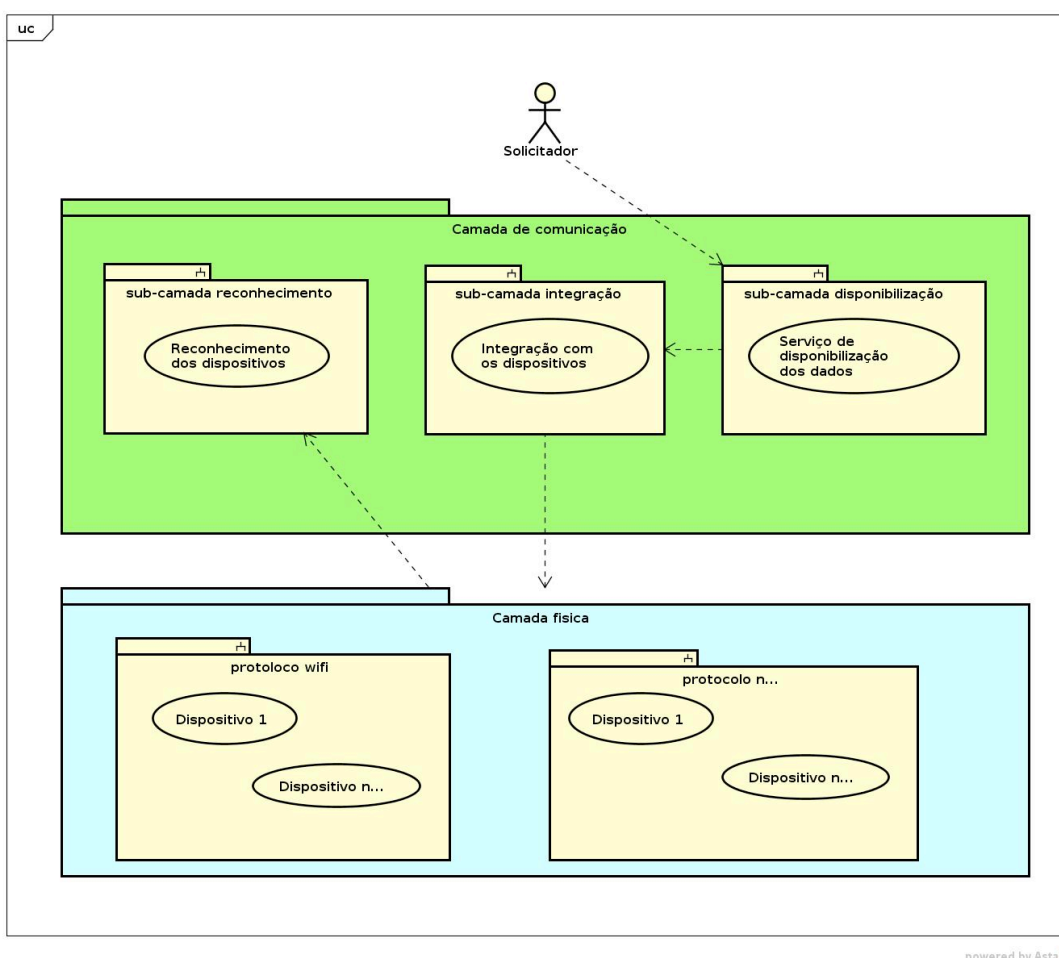 uc
Solicitador
Camada de comunicação
sub-camada reconhecimento
sub-camada integração
sub-camada disponibilização
Reconhecimento
dos dispositivos
Integração com
os dispositivos
Serviço de
disponibilização
dos dados
Camada fisica
protoloco wifi
protocolo n...
Dispositivo 1
Dispositivo n...
Dispositivo 1
Dispositivo n...
powered by Asta